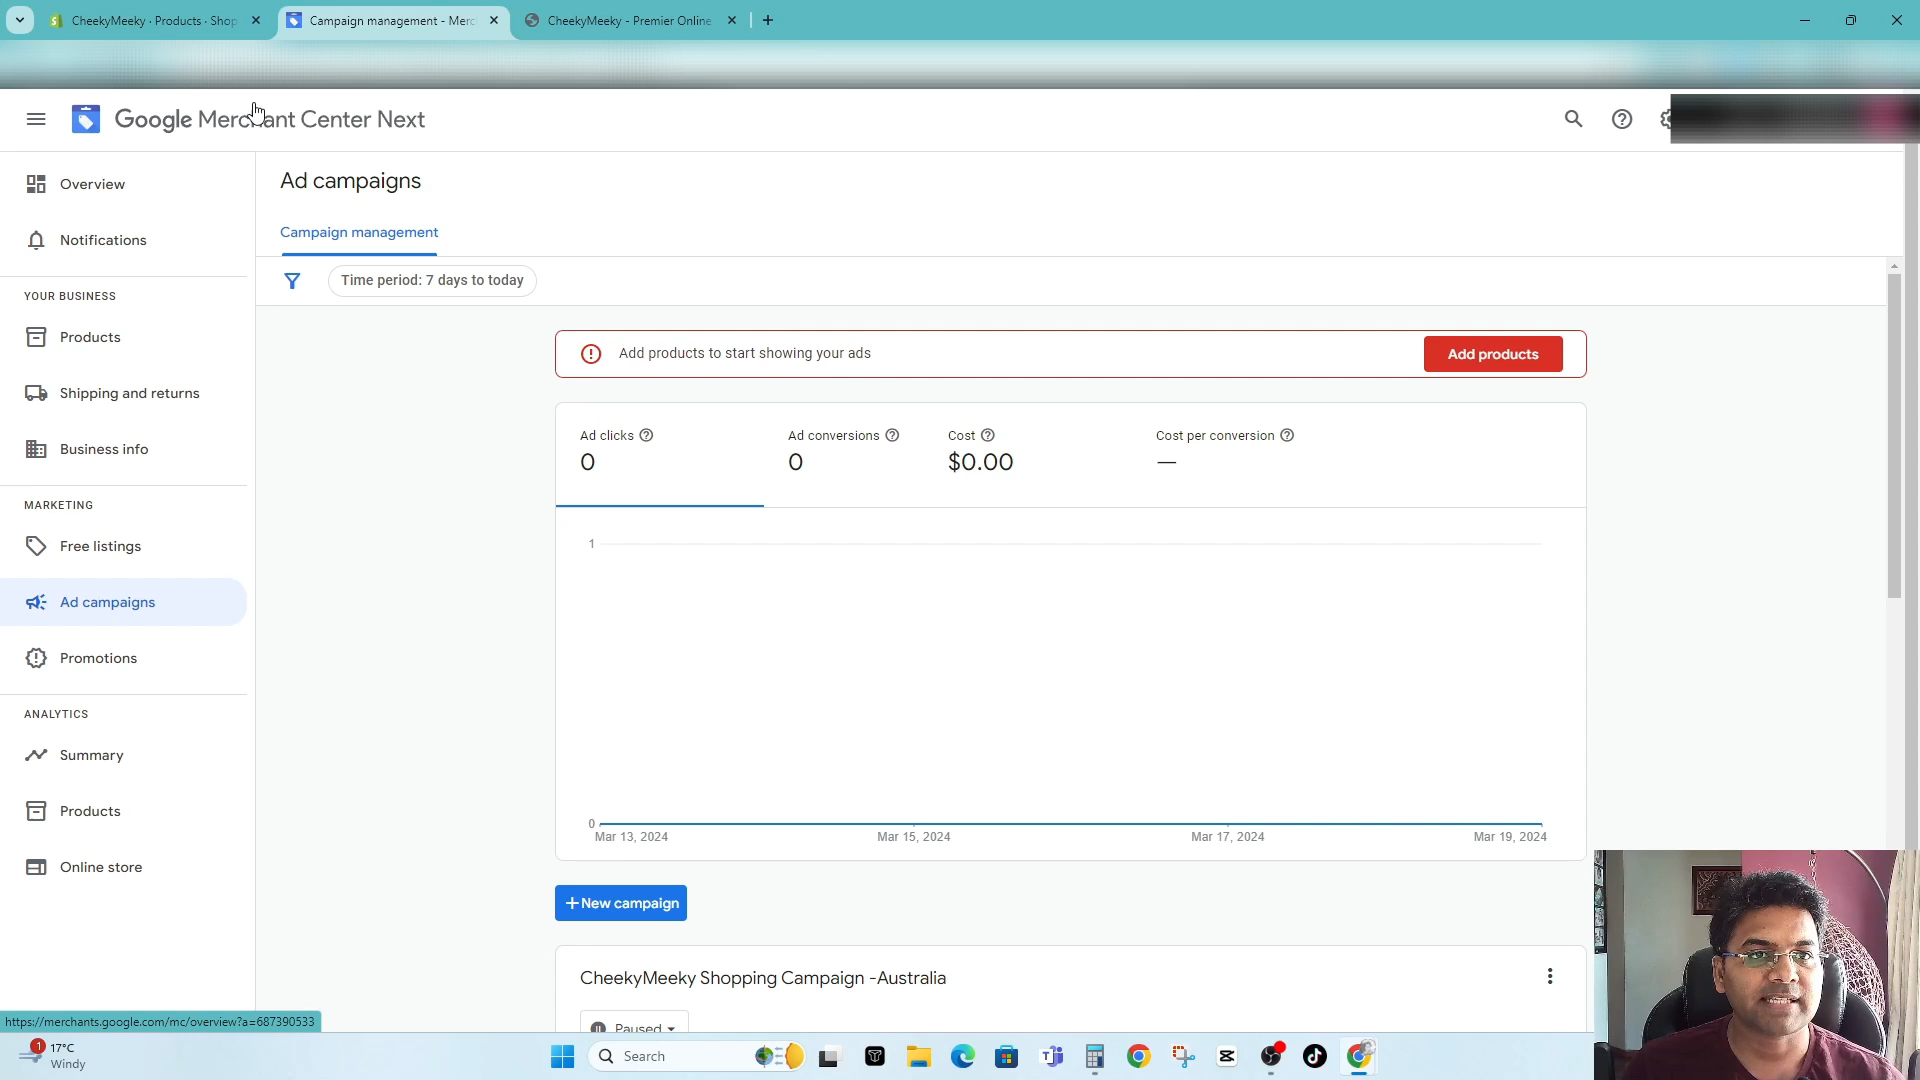 CheekyMeeky · Products · Shop
Campaign management - Merc
CheekyMeeky - Premier Online
Google Merchant Center Next
Overview
Notifications
YOUR BUSINESS
Products
Shipping and returns
Business info
MARKETING
Free listings
Ad campaigns
Promotions
ANALYTICS
Summary
Products
Online store
Ad campaigns
Campaign management
Time period: 7 days to today
Add products to start showing your ads
Add products
Ad clicks
0
Ad conversions
0
Cost
$0.00
Cost per conversion
—
1
0
Mar 13, 2024
Mar 15, 2024
Mar 17, 2024
Mar 19, 2024
+ New campaign
CheekyMeeky Shopping Campaign -Australia
Paused
https://merchants.google.com/mc/overview?a=687390533
1
17°C
Windy
Search